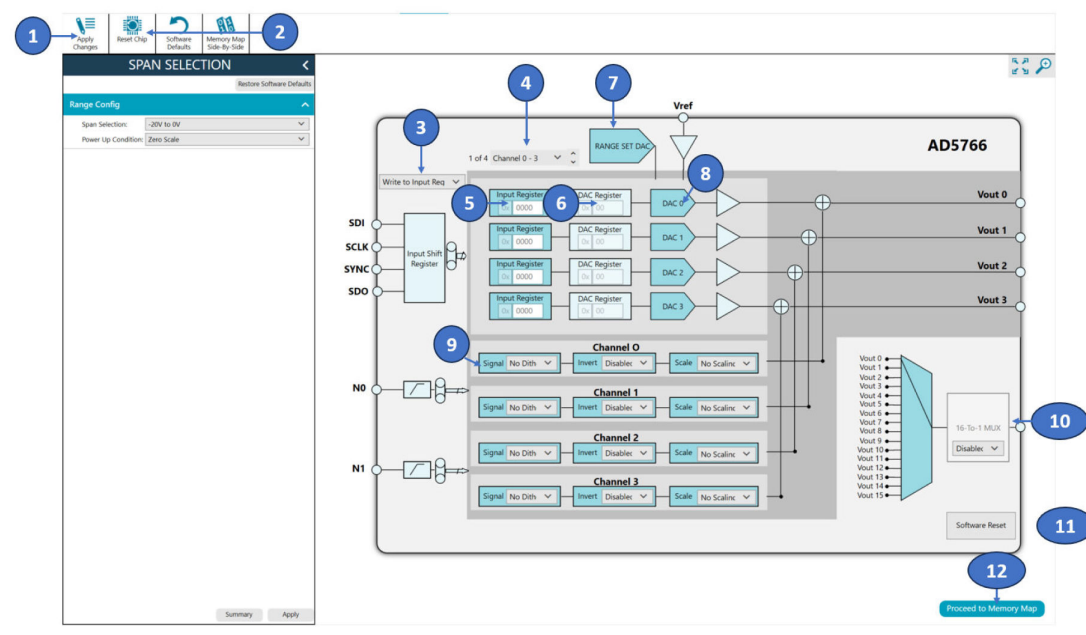 1
2
Apply
Changes
Reset Chip
Software
Defaults
Memory Map
Side-By-Side
SPAN SELECTION
Restore Software Defaults
Range Config
Span Selection: -20V to 0V
Power Up Condition: Zero Scale
Summary Apply
3
4
7
Vref
RANGE SET DAC
AD5766
1 of 4 Channel 0 - 3
Write to Input Reg
8
5
6
Input Register
0x 0000
DAC Register
0x 00
DAC 0
Vout 0
Input Register
0x 0000
DAC Register
0x 00
DAC 1
Vout 1
Input Register
0x 0000
DAC Register
0x 00
DAC 2
Vout 2
Input Register
0x 0000
DAC Register
0x 00
DAC 3
Vout 3
SDI
SCLK
SYNC
SDO
Input Shift
Register
9
Channel 0
Signal No Dith Invert Disablec Scale No Scalinc
Channel 1
Signal No Dith Invert Disablec Scale No Scalinc
Channel 2
Signal No Dith Invert Disablec Scale No Scalinc
Channel 3
Signal No Dith Invert Disablec Scale No Scalinc
N0
N1
Vout 0
Vout 1
Vout 2
Vout 3
Vout 4
Vout 5
Vout 6
Vout 7
Vout 8
Vout 9
Vout 10
Vout 11
Vout 12
Vout 13
Vout 14
Vout 15
16-To-1 MUX
Disablec
10
Software Reset
11
12
Proceed to Memory Map